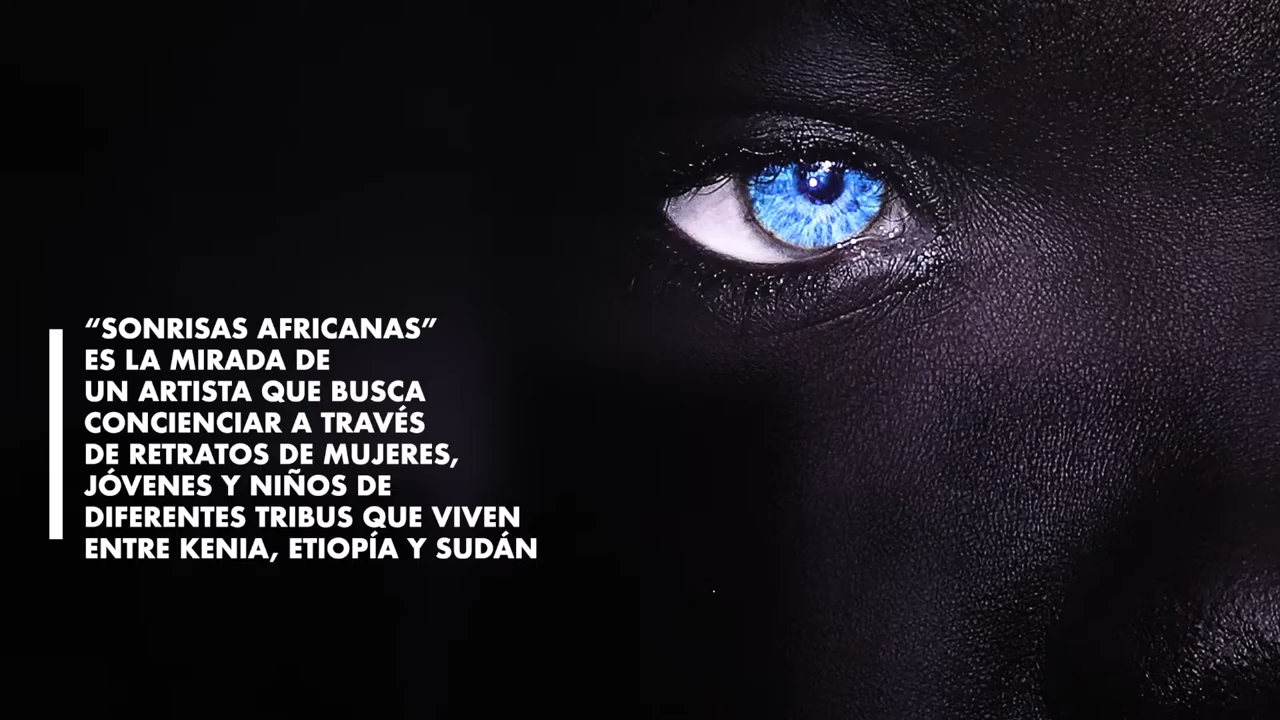 “SONRISAS AFRICANAS”
ES LA MIRADA DE
UN ARTISTA QUE BUSCA
CONCIENCIAR A TRAVÉS
DE RETRATOS DE MUJERES,
JÓVENES Y NIÑOS DE
DIFERENTES TRIBUS QUE VIVEN
ENTRE KENIA, ETIOPÍA Y SUDÁN